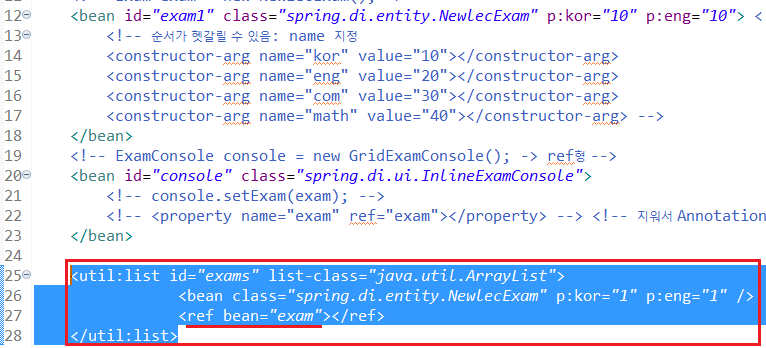 12 <bean id="exam1" class="spring.di.entity.NewlecExam" p:kor="10" p:eng="10"> <
13 <!-- 순서가 헷갈릴 수 있음: name 지정
14 <constructor-arg name="kor" value="10"></constructor-arg>
15 <constructor-arg name="eng" value="20"></constructor-arg>
16 <constructor-arg name="com" value="30"></constructor-arg>
17 <constructor-arg name="math" value="40"></constructor-arg> -->
18 </bean>
19 <!-- ExamConsole console = new GridExamConsole(); -> ref형 -->
20 <bean id="console" class="spring.di.ui.InlineExamConsole">
21 <!-- console.setExam(exam); -->
22 <!-- <property name="exam" ref="exam"></property> --> <!-- 지워서 Annotation
23 </bean>
24
25 <util:list id="exams" list-class="java.util.ArrayList">
26 <bean class="spring.di.entity.NewlecExam" p:kor="1" p:eng="1" />
27 <ref bean="exam"></ref>
28 </util:list>